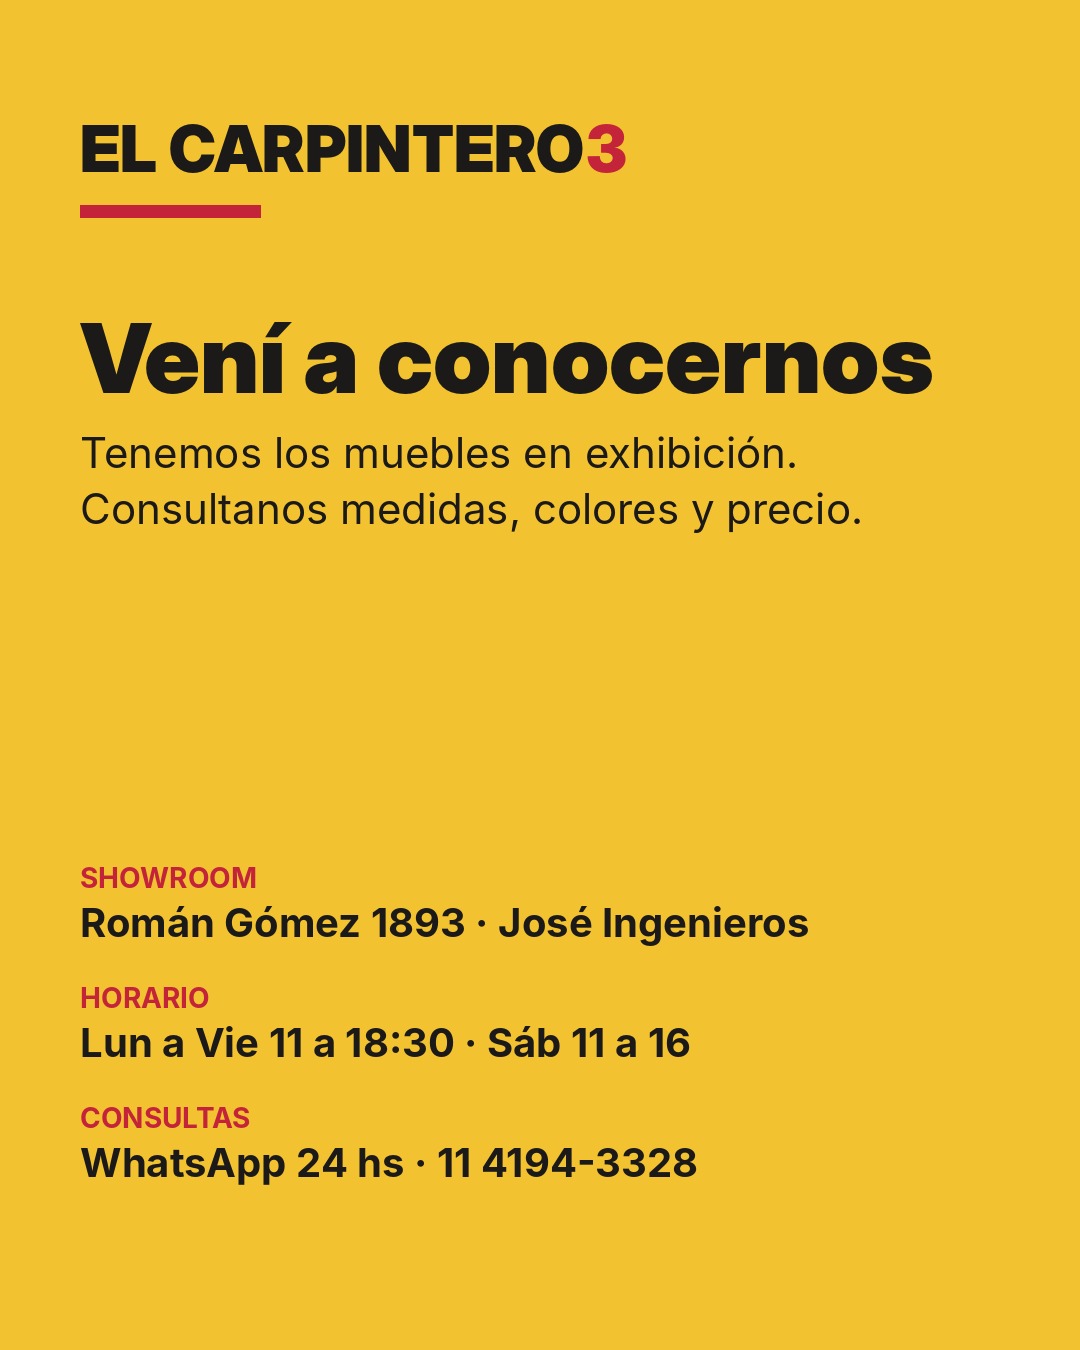 EL CARPINTERO3
Vení a conocernos
Tenemos los muebles en exhibición.
Consultanos medidas, colores y precio.
SHOWROOM
Román Gómez 1893 · José Ingenieros
HORARIO
Lun a Vie 11 a 18:30 · Sáb 11 a 16
CONSULTAS
WhatsApp 24 hs · 11 4194-3328